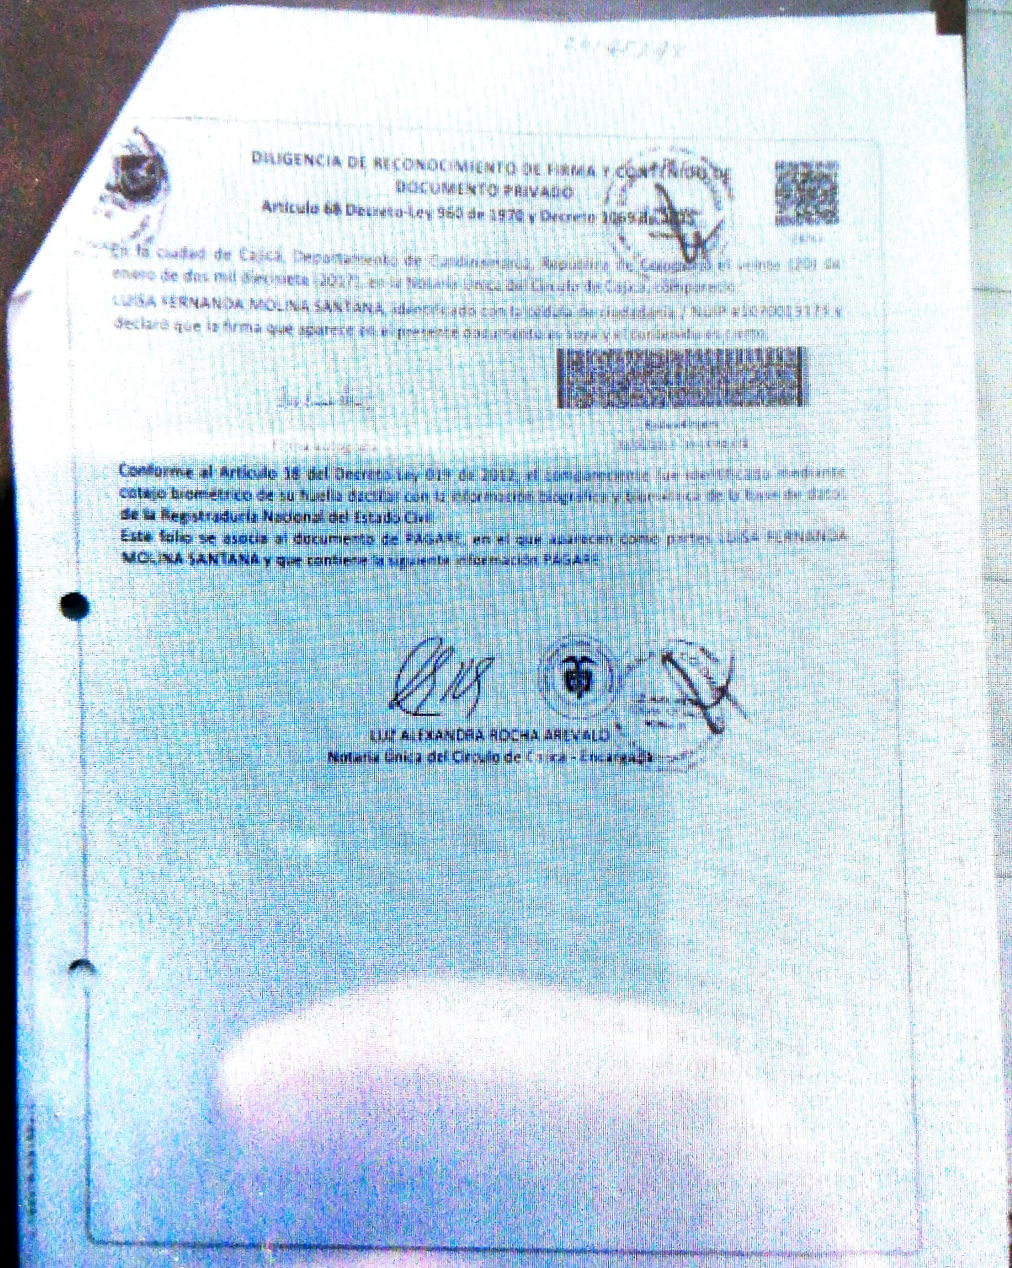 DILIGENCIA DE RECONOCIMIENTO DE FIRMA Y CONTENIDO DE
DOCUMENTO PRIVADO
Artículo 68 Decreto-Ley 960 de 1970 y Decreto 1069 de
En la ciudad de Cajicá, Departamento de Cundinamarca, República de Colombia el veinte (20) de
enero de dos mil diecisiete (2017), en la Notaría Única del Círculo de Cajicá, compareció:
LUISA FERNANDA MOLINA SANTANA, identificado con la cédula de ciudadanía / NUIP y
declaró que la firma que aparece en el presente documento es suya y el contenido es cierto.
Conforme al Artículo 18 del Decreto-Ley 019 de 2012, el compareciente fue identificado mediante
cotejo biométrico de su huella dactilar con la información biográfica y biométrica de la base de datos
de la Registraduría Nacional del Estado Civil.
Este folio se asocia al documento de PAGARE, en el que aparecen como partes LUISA FERNANDA
MOLINA SANTANA y que contiene la siguiente información PAGARE
LUZ ALEXANDRA ROCHA AREVALO
Notaria Única del Círculo de Cajicá - Encargada